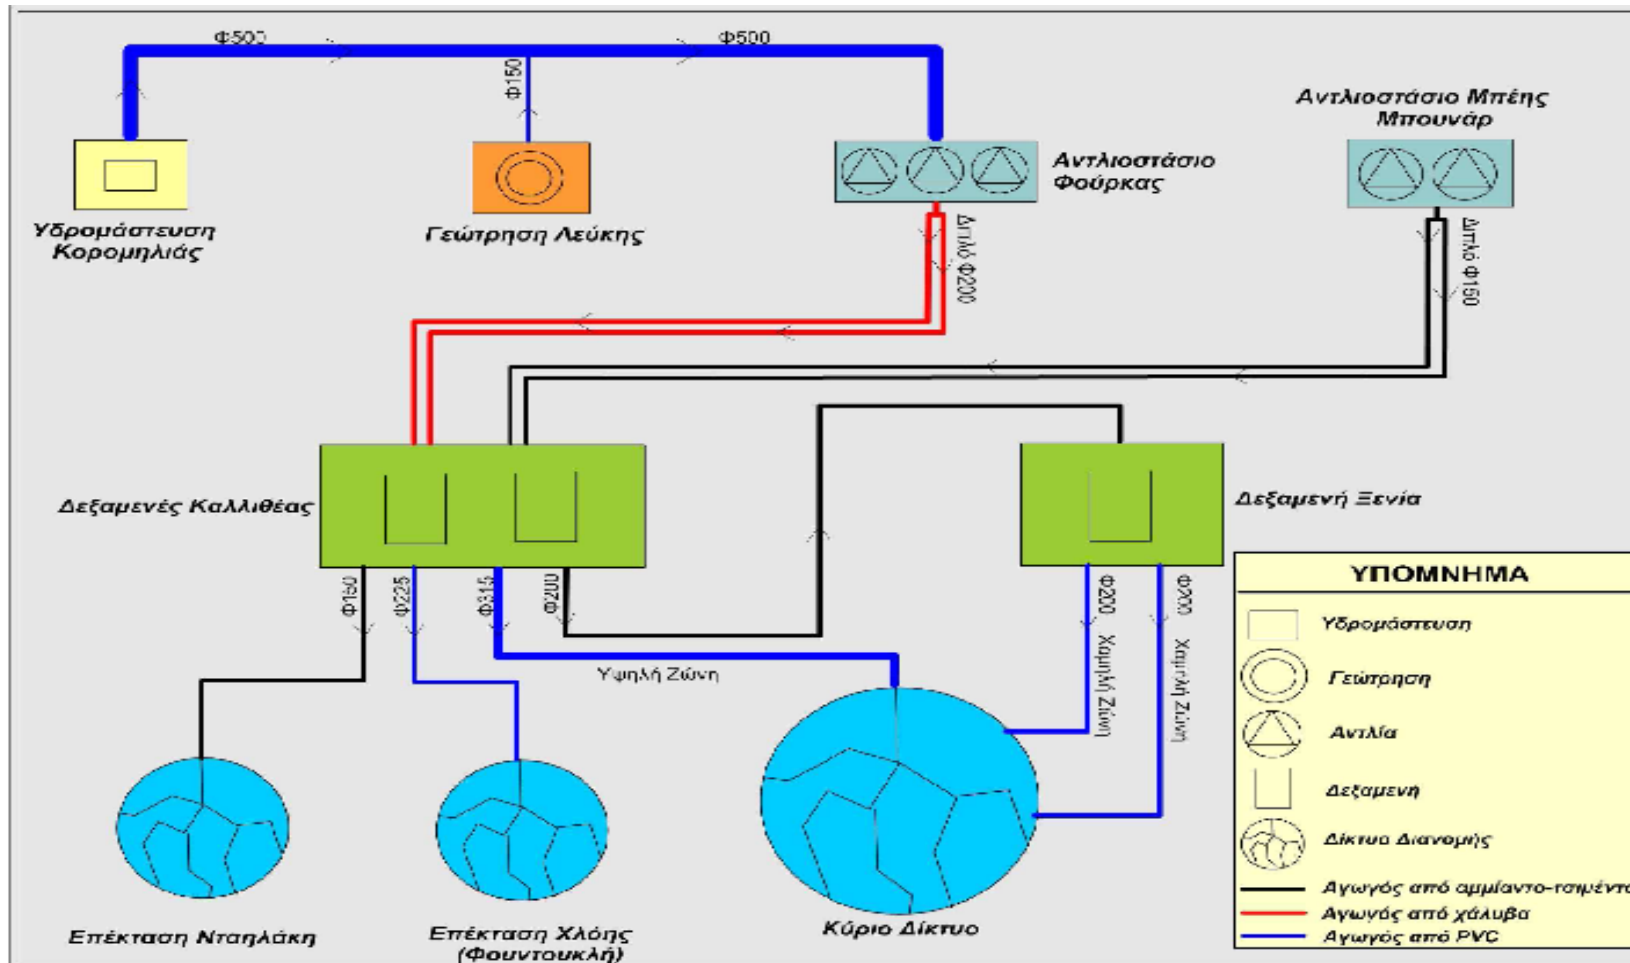 Φ500
Φ500
Φ150
Αντλιοστάσιο Μπέης
Μπουνάρ
Αντλιοστάσιο
Φούρκας
Υδρομάστευση
Κορομηλιάς
Γεώτρηση Λεύκης
Διπλό Φ200
Διπλό Φ150
Δεξαμενές Καλλιθέας
Δεξαμενή Ξενία
Φ150
Φ225
Φ315
Φ200
Φ200 Χαμηλή Ζώνη
Φ200 Χαμηλή Ζώνη
Υψηλή Ζώνη
Επέκταση Νταηλάκη
Επέκταση Χλόης
(Φουντουκλή)
Κύριο Δίκτυο
ΥΠΟΜΝΗΜΑ
Υδρομάστευση
Γεώτρηση
Αντλία
Δεξαμενή
Δίκτυο Διανομής
Αγωγός από αμμίαντο-τσιμέντο
Αγωγός από χάλυβα
Αγωγός από PVC